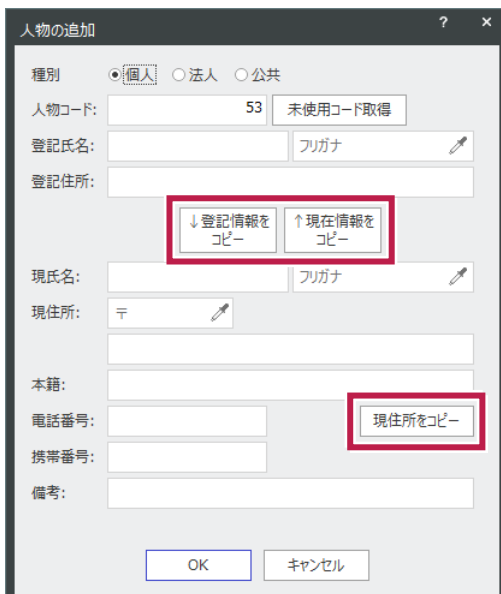 人物の追加 ? ×
種別 個人 法人 公共
人物コード: 53 未使用コード取得
登記氏名: フリガナ
登記住所:
↓登記情報を ↑現在情報を
コピー コピー
現氏名: フリガナ
現住所: 〒
本籍:
電話番号: 現住所をコピー
携帯番号:
備考:
OK キャンセル